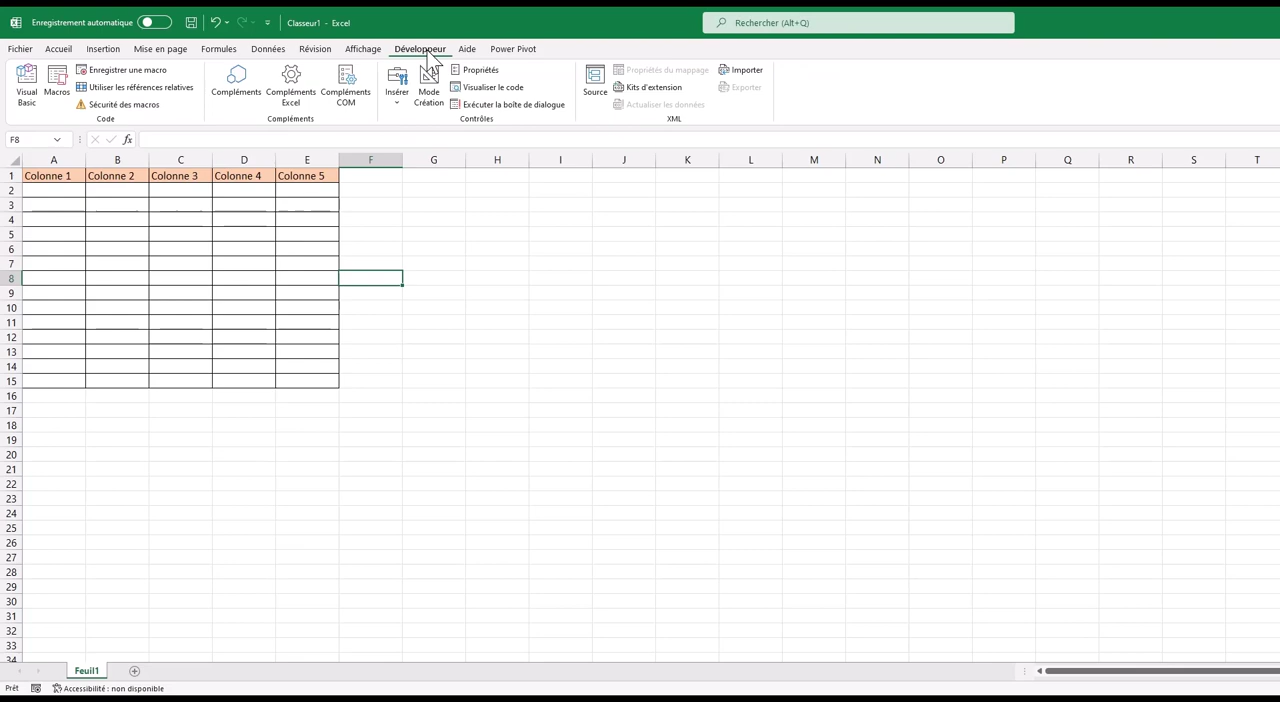 Enregistrement automatique
Classeur1 - Excel
Rechercher (Alt+Q)
Fichier Accueil Insertion Mise en page Formules Données Révision Affichage Développeur Aide Power Pivot
Visual Basic
Macros
Enregistrer une macro
Utiliser les références relatives
Sécurité des macros
Code
Compléments
Compléments Excel
Compléments COM
Compléments
Insérer
Mode Création
Propriétés
Visualiser le code
Exécuter la boîte de dialogue
Contrôles
Source
Propriétés du mappage
Kits d'extension
Actualiser les données
Importer
Exporter
XML
F8
fx
A B C D E F G H I J K L M N O P Q R S T
1 Colonne 1 Colonne 2 Colonne 3 Colonne 4 Colonne 5
2
3
4
5
6
7
8
9
10
11
12
13
14
15
16
17
18
19
20
21
22
23
24
25
26
27
28
29
30
31
32
33
34
Feuil1
Prêt
Accessibilité : non disponible